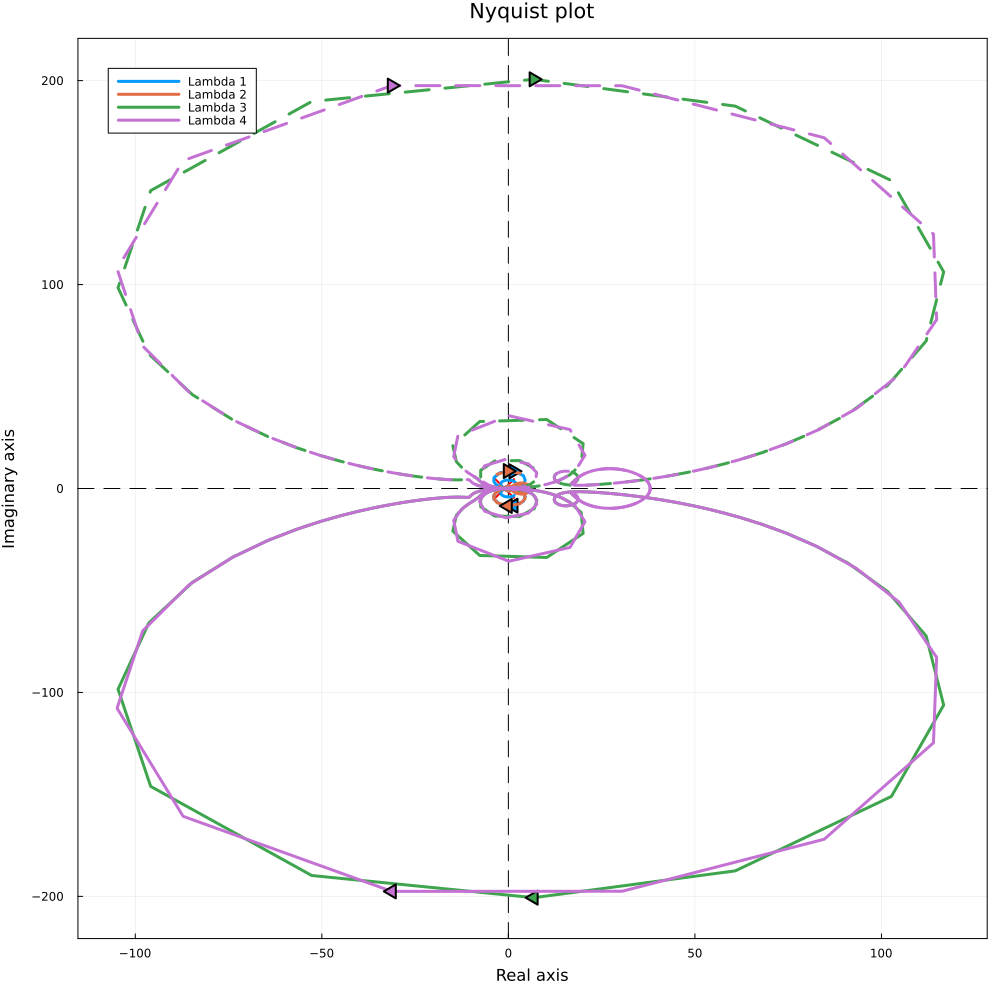 Nyquist plot
Lambda 1
Lambda 2
Lambda 3
Lambda 4
200
100
0
−100
−200
Imaginary axis
−100
−50
0
50
100
Real axis